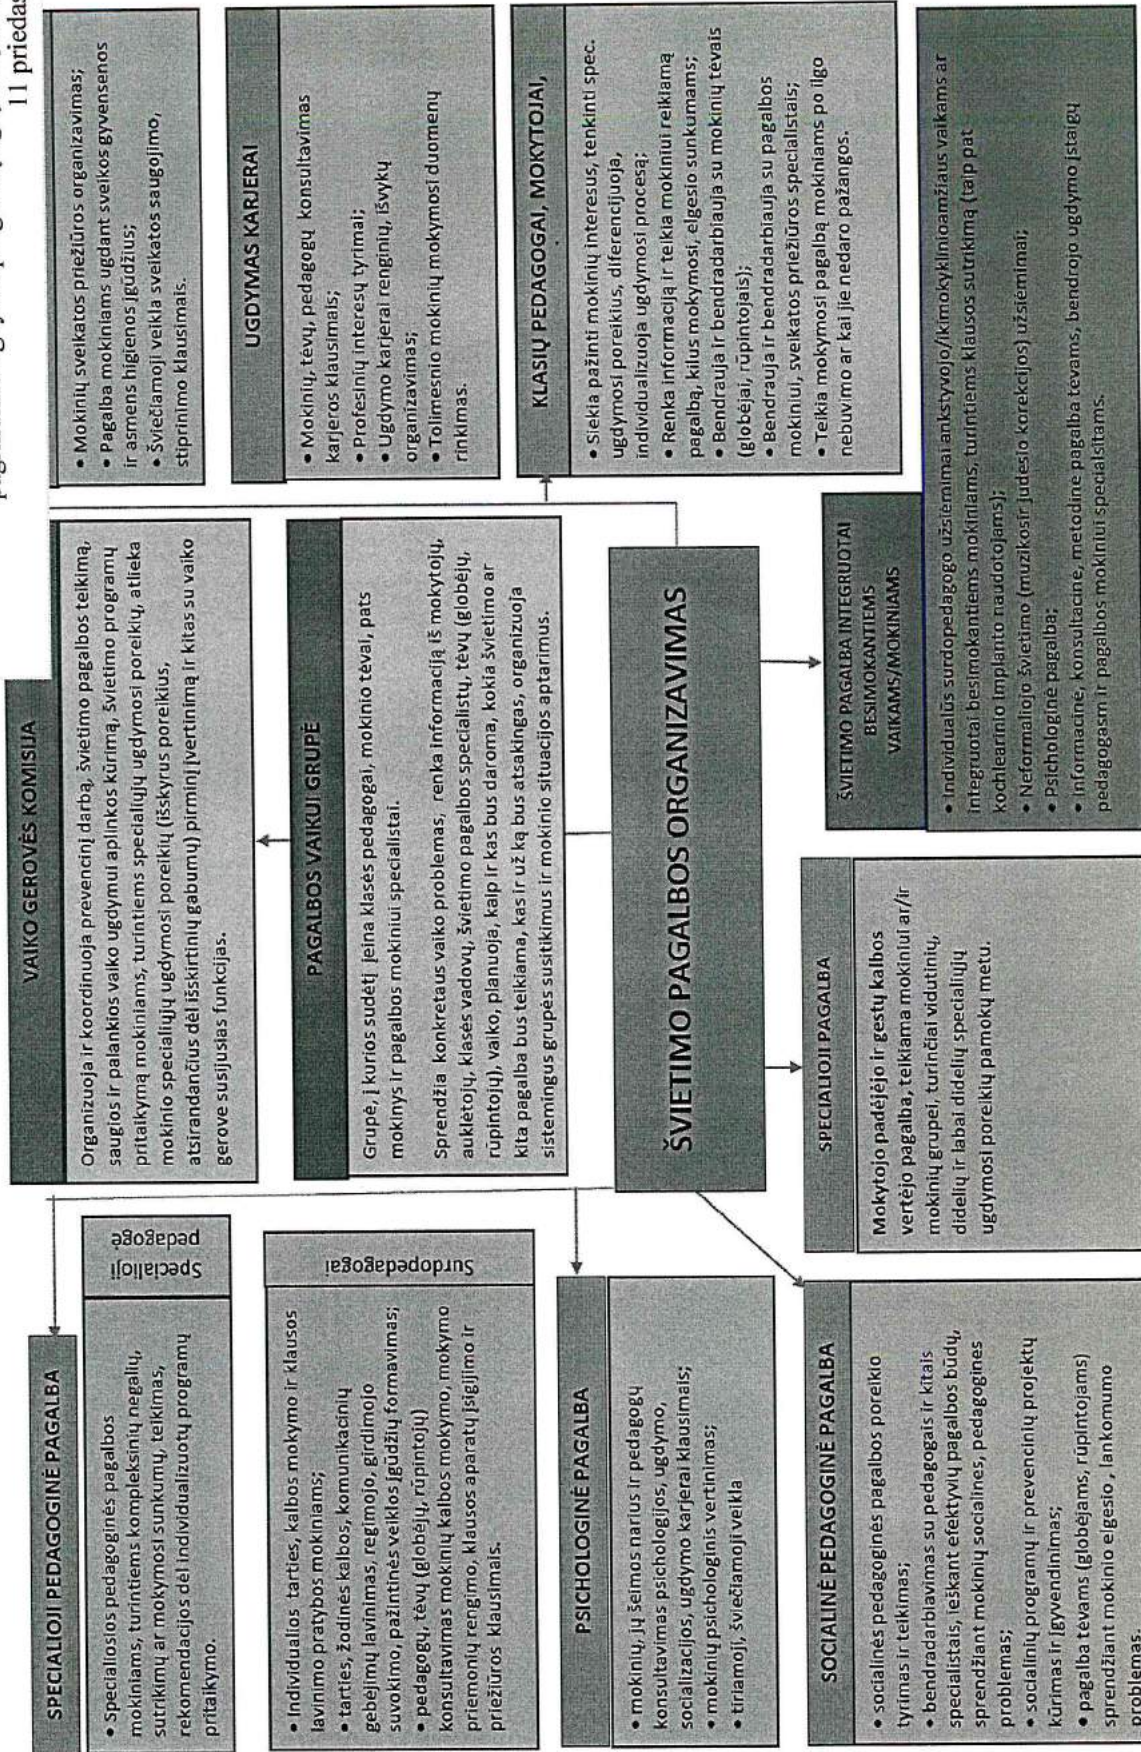 11 priedas
SPECIALIOJI PEDAGOGINĖ PAGALBA
• Specialiosios pedagoginės pagalbos
mokiniams, turintiems kompleksinių negalių,
sutrikimų ar mokymosi sunkumų, teikimas,
rekomendacijos dėl individualizuotų programų
pritaikymo.
Specialioji
pedagogė
• Individualios tarties, kalbos mokymo ir klausos
lavinimo pratybos mokiniams;
• tarties, žodinės kalbos, komunikacinių
gebėjimų lavinimas, regimojo, girdimojo
suvokimo, pažintinės veiklos įgūdžių formavimas;
• pedagogų, tėvų (globėjų, rūpintojų)
konsultavimas mokinių kalbos mokymo, mokymo
priemonių rengimo, klausos aparatų įsigijimo ir
priežiūros klausimais.
Surdopedagogai
PSICHOLOGINĖ PAGALBA
• mokinių, jų šeimos narius ir pedagogų
konsultavimas psichologijos, ugdymo,
socializacijos, ugdymo karjerai klausimais;
• mokinių psichologinis vertinimas;
• tiriamoji, šviečiamoji veikla
SOCIALINĖ PEDAGOGINĖ PAGALBA
• socialinės pedagoginės pagalbos poreikio
tyrimas ir teikimas;
• bendradarbiavimas su pedagogais ir kitais
specialistais, ieškant efektyvų pagalbos būdų,
sprendžiant mokinių socialines, pedagogines
problemas;
• socialinių programų ir prevencinių projektų
kūrimas ir įgyvendinimas;
• pagalba tėvams (globėjams, rūpintojams)
sprendžiant mokinio elgesio , lankomumo
problemas.
VAIKO GEROVĖS KOMISIJA
Organizuoja ir koordinuoja prevencinį darbą, švietimo pagalbos teikimą,
saugios ir palankios vaiko ugdymui aplinkos kūrimą, švietimo programų
pritaikymą mokiniams, turintiems specialiųjų ugdymosi poreikių, atlieka
mokinio specialiųjų ugdymosi poreikių (išskyrus poreikius,
atsirandančius dėl išskirtinių gabumų) pirminį įvertinimą ir kitas su vaiko
gerove susijusias funkcijas.
PAGALBOS VAIKUI GRUPĖ
Grupė, į kurios sudėtį įeina klasės pedagogai, mokinio tėvai, pats
mokinys ir pagalbos mokiniui specialistai.
Sprendžia konkretaus vaiko problemas, renka informaciją iš mokytojų,
auklėtojų, klasės vadovų, švietimo pagalbos specialistų, tėvų (globėjų,
rūpintojų), vaiko, planuoja, kaip ir kas bus daroma, kokia švietimo ar
kita pagalba bus teikiama, kas ir už ką bus atsakingas, organizuoja
sistemingus grupės susitikimus ir mokinio situacijos aptarimus.
ŠVIETIMO PAGALBOS ORGANIZAVIMAS
SPECIALIOJI PAGALBA
Mokytojo padėjėjo ir gestų kalbos
vertėjo pagalba, teikiama mokiniui ar/ir
mokinių grupei, turinčiai vidutinių,
didelių ir labai didelių specialiųjų
ugdymosi poreikių pamokų metu.
• Mokinių sveikatos priežiūros organizavimas;
• Pagalba mokiniams ugdant sveikos gyvensenos
ir asmens higienos įgūdžius;
• Šviečiamoji veikla sveikatos saugojimo,
stiprinimo klausimais.
UGDYMAS KARJERAI
• Mokinių, tėvų, pedagogų konsultavimas
karjeros klausimais;
• Profesinių interesų tyrimai;
• Ugdymo karjerai renginių, išvykų
organizavimas;
• Tolimesnio mokinių mokymosi duomenų
rinkimas.
KLASIŲ PEDAGOGAI, MOKYTOJAI,
• Siekia pažinti mokinių interesus, tenkinti spec.
ugdymosi poreikius, diferencijuoja,
individualizuoja ugdymosi procesą;
• Renka informaciją ir teikia mokiniui reikiamą
pagalbą, kilus mokymosi, elgesio sunkumams;
• Bendrauja ir bendradarbiauja su mokinių tėvais
(globėjai, rūpintojais);
• Bendrauja ir bendradarbiauja su pagalbos
mokiniui, sveikatos priežiūros specialistais;
• Teikia mokymosi pagalbą mokiniams po ilgo
nebuvimo ar kai jie nedaro pažangos.
ŠVIETIMO PAGALBA INTEGRUOTAI
BESIMOKANTIEMS
VAIKAMS/MOKINIAMS
• Individualūs surdopedagogo užsiėmimai ankstyvojo/ikimokyklinioamžiaus vaikams ar
integruotai besimokantiems mokiniams, turintiems klausos sutrikimą (taip pat
kochlearinio implanto naudotojams);
• Neformaliojo švietimo (muzikosir judesio korekcijos) užsiėmimai;
• Psichologinė pagalba;
• Informacinė, konsultacinė, metodinė pagalba tėvams, bendrojo ugdymo įstaigų
pedagogasm ir pagalbos mokiniui specialsitams.